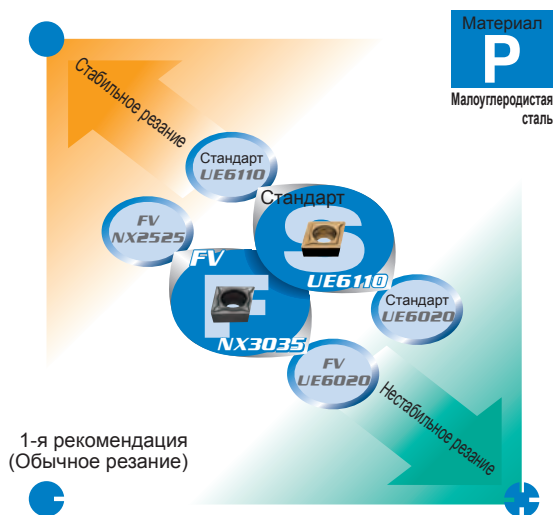 Материал
P
Малоуглеродистая
сталь
Стабильное резание
Стандарт
UE6110
FV
NX2525
Стандарт
S
UE6110
FV
F
NX3035
Стандарт
UE6020
FV
UE6020
Нестабильное резание
1-я рекомендация
(Обычное резание)